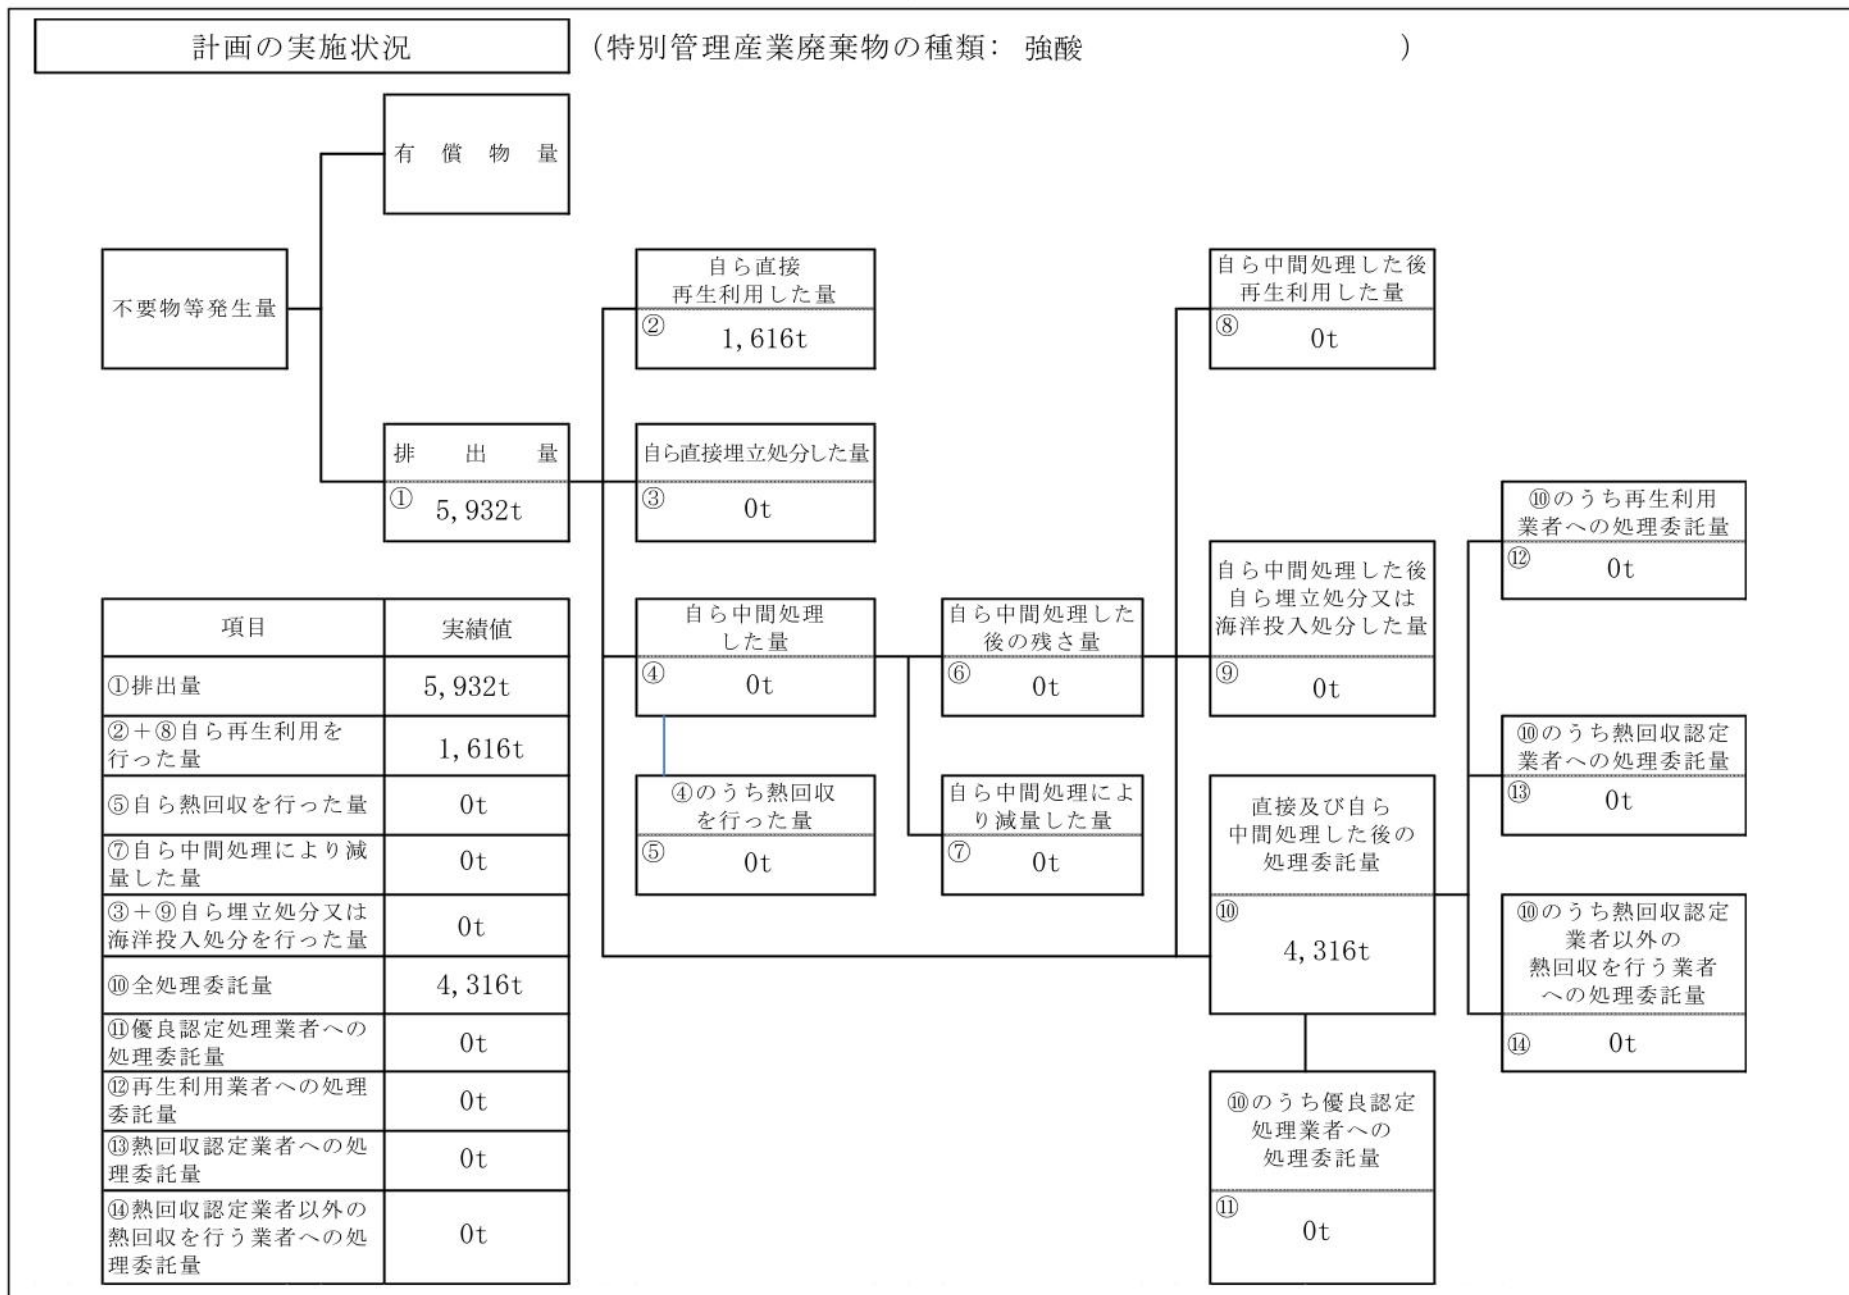 計画の実施状況
(特別管理産業廃棄物の種類： 強酸 )
有償物量
不要物等発生量
自ら直接
再生利用した量
②
1,616t
自ら中間処理した後
再生利用した量
⑧
0t
排出量
①
5,932t
自ら直接埋立処分した量
③
0t
⑩のうち再生利用
業者への処理委託量
⑫
0t
自ら中間処理した後
自ら埋立処分又は
海洋投入処分した量
⑨
0t
自ら中間処理
した量
④
0t
自ら中間処理した
後の残さ量
⑥
0t
⑩のうち熱回収認定
業者への処理委託量
⑬
0t
④のうち熱回収
を行った量
⑤
0t
自ら中間処理によ
り減量した量
⑦
0t
直接及び自ら
中間処理した後の
処理委託量
⑩
4,316t
⑩のうち熱回収認定
業者以外の
熱回収を行う業者
への処理委託量
⑭
0t
⑩のうち優良認定
処理業者への
処理委託量
⑪
0t
項目 実績値
①排出量 5,932t
②＋⑧自ら再生利用を
行った量
1,616t
⑤自ら熱回収を行った量 0t
⑦自ら中間処理により減
量した量
0t
③＋⑨自ら埋立処分又は
海洋投入処分を行った量
0t
⑩全処理委託量 4,316t
⑪優良認定処理業者への
処理委託量
0t
⑫再生利用業者への処理
委託量
0t
⑬熱回収認定業者への処
理委託量
0t
⑭熱回収認定業者以外の
熱回収を行う業者への処
理委託量
0t